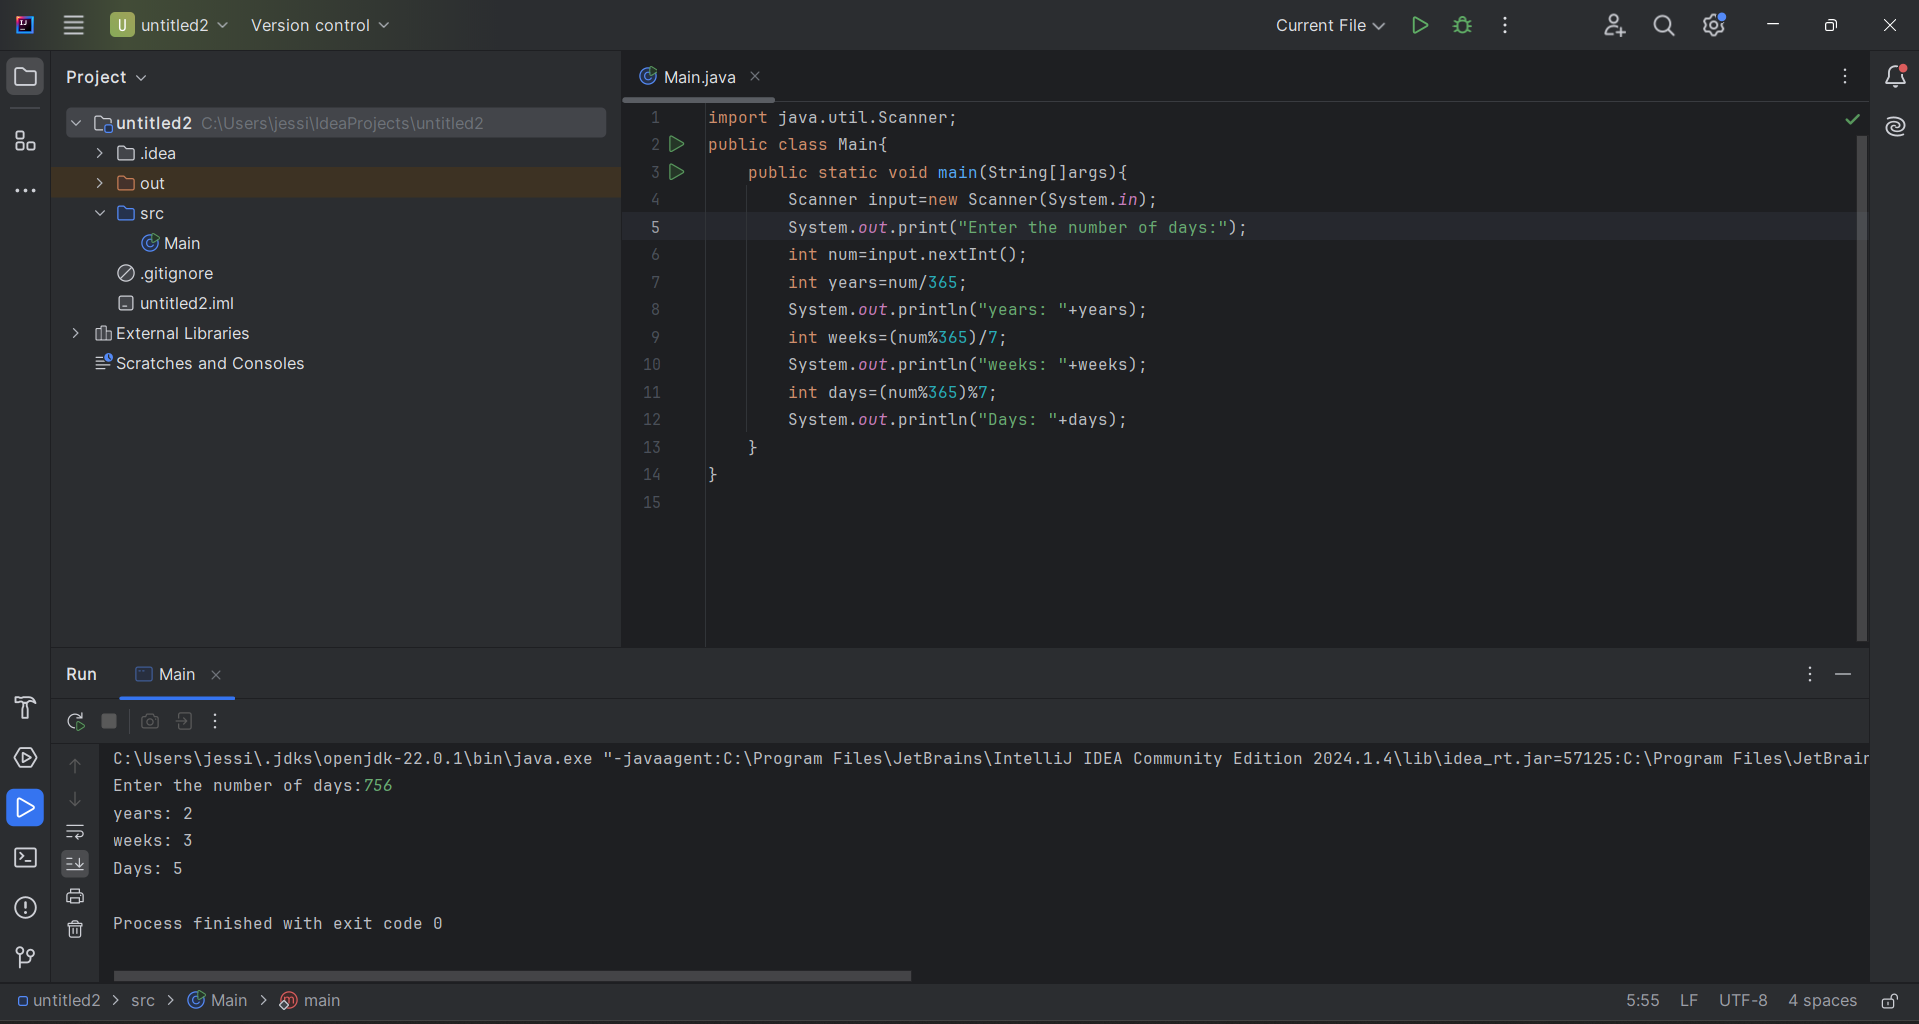 U untitled2 Version control Current File
Project
untitled2 C:\Users\jessi\IdeaProjects\untitled2
.idea
out
src
Main
.gitignore
untitled2.iml
External Libraries
Scratches and Consoles
Main.java
1 import java.util.Scanner;
2 public class Main{
3 public static void main(String[]args){
4 Scanner input=new Scanner(System.in);
5 System.out.print("Enter the number of days:");
6 int num=input.nextInt();
7 int years=num/365;
8 System.out.println("years: "+years);
9 int weeks=(num%365)/7;
10 System.out.println("weeks: "+weeks);
11 int days=(num%365)%7;
12 System.out.println("Days: "+days);
13 }
14 }
15
Run Main
C:\Users\jessi\.jdks\openjdk-22.0.1\bin\java.exe "-javaagent:C:\Program Files\JetBrains\IntelliJ IDEA Community Edition 2024.1.4\lib\idea_rt.jar=57125:C:\Program Files\JetBrain
Enter the number of days:756
years: 2
weeks: 3
Days: 5
Process finished with exit code 0
untitled2 > src > Main > main 5:55 LF UTF-8 4 spaces